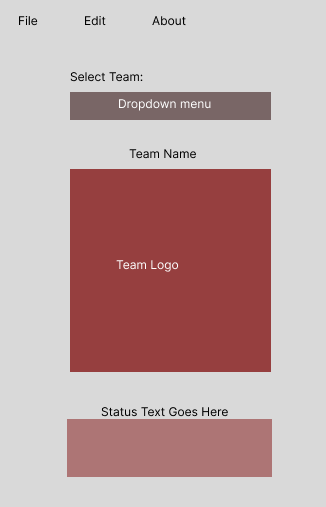 File Edit About
Select Team:
Dropdown menu
Team Name
Team Logo
Status Text Goes Here